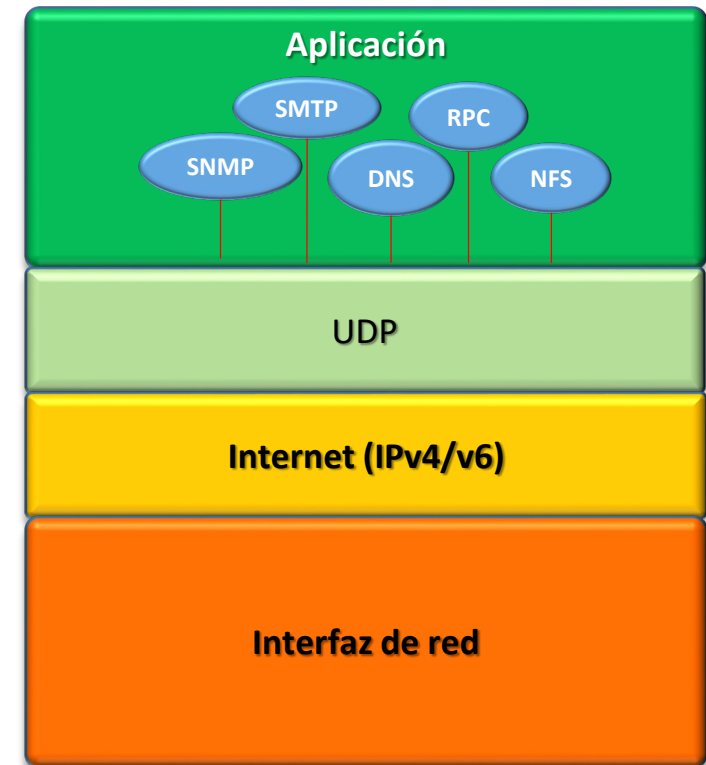 Aplicación
SMTP
RPC
SNMP
DNS
NFS
UDP
Internet (IPv4/v6)
Interfaz de red